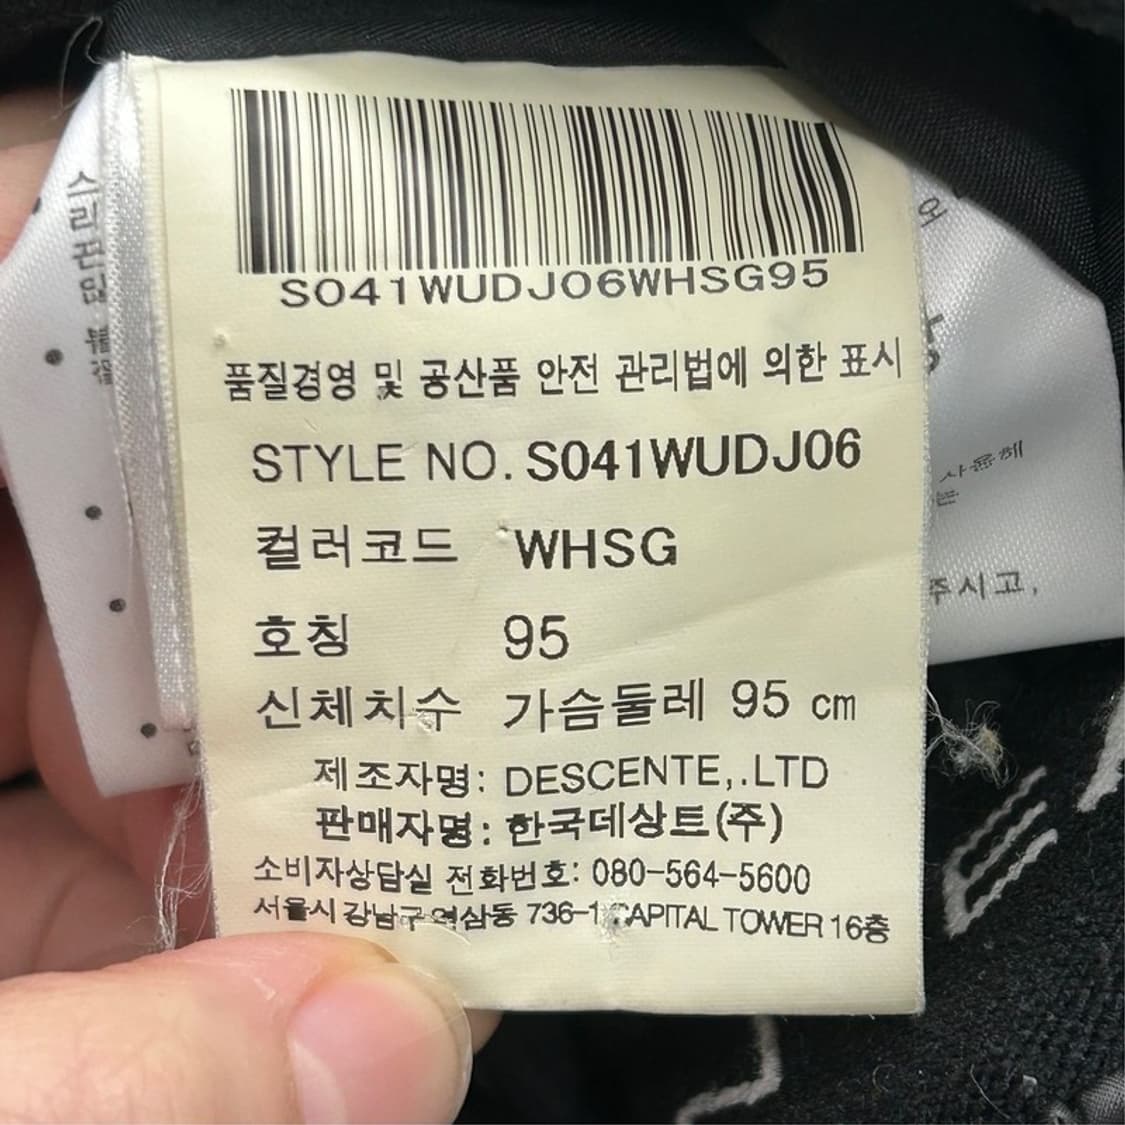 S041WUDJ06WHSG95
품질경영 및 공산품 안전 관리법에 의한 표시
STYLE NO. S041WUDJ06
컬러코드 WHSG
호칭 95
신체치수 가슴둘레 95 cm
제조자명: DESCENTE,.LTD
판매자명: 한국데상트(주)
소비자상담실 전화번호: 080-564-5600
서울시 강남구 역삼동 736-1 CAPITAL TOWER 16층
주시고,